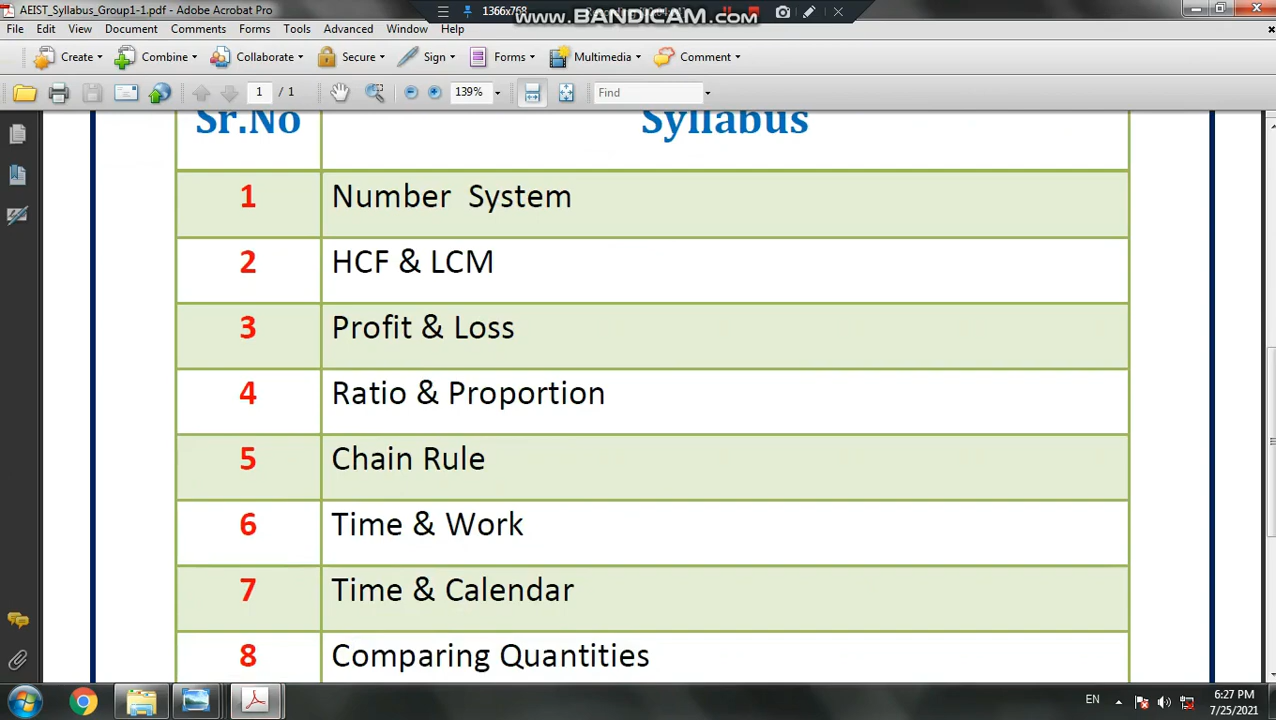 AEIST_Syllabus_Group1-1.pdf - Adobe Acrobat Pro
1366x768
www.BANDICAM.com
File Edit View Document Comments Forms Tools Advanced Window Help
Create Combine Collaborate Secure Sign Forms Multimedia Comment
1 / 1 139% Find
Sr.No Syllabus
1 Number System
2 HCF & LCM
3 Profit & Loss
4 Ratio & Proportion
5 Chain Rule
6 Time & Work
7 Time & Calendar
8 Comparing Quantities
EN
6:27 PM
7/25/2021